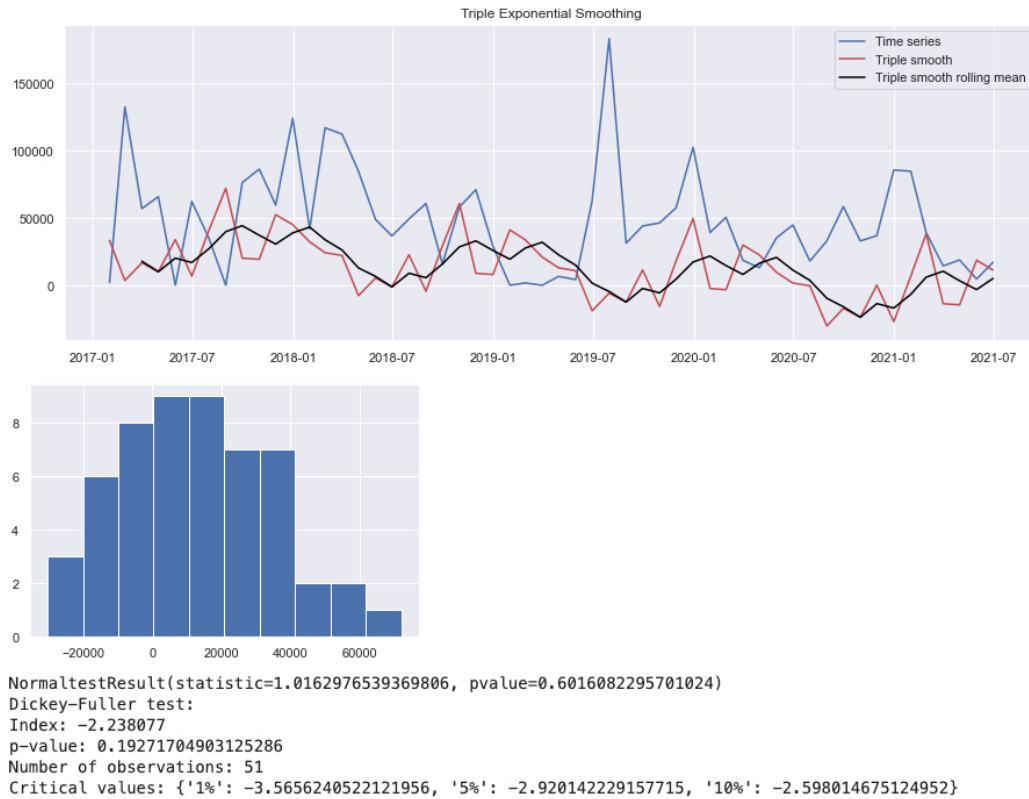 Triple Exponential Smoothing
Time series
Triple smooth
Triple smooth rolling mean
150000
100000
50000
0
2017-01 2017-07 2018-01 2018-07 2019-01 2019-07 2020-01 2020-07 2021-01 2021-07
8
6
4
2
0
−20000 0 20000 40000 60000
NormaltestResult(statistic=1.0162976539369806, pvalue=0.6016082295701024)
Dickey-Fuller test:
Index: -2.238077
p-value: 0.19271704903125286
Number of observations: 51
Critical values: {'1%': -3.5656240522121956, '5%': -2.920142229157715, '10%': -2.598014675124952}